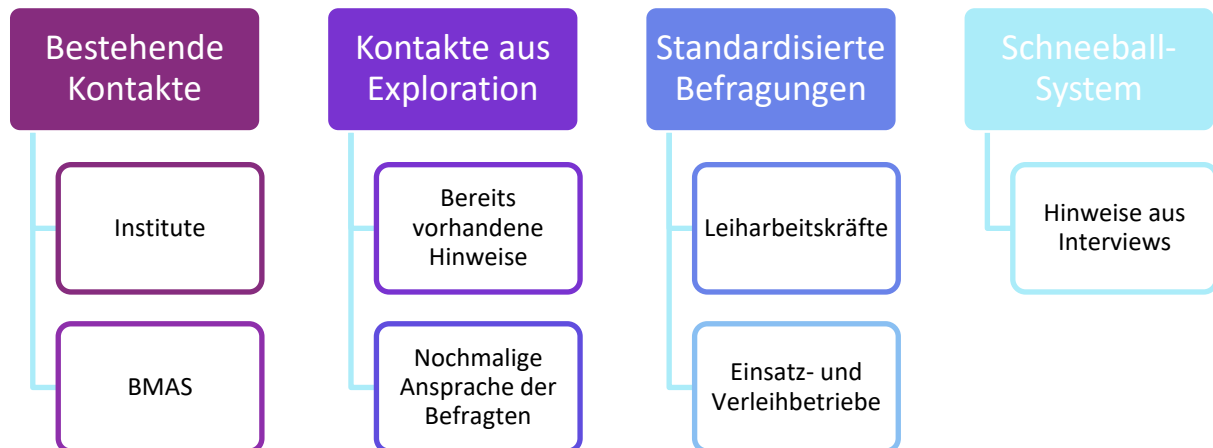 Bestehende
Kontakte
Institute
BMAS
Kontakte aus
Exploration
Bereits
vorhandene
Hinweise
Nochmalige
Ansprache der
Befragten
Standardisierte
Befragungen
Leiharbeitskräfte
Einsatz- und
Verleihbetriebe
Schneeball-
System
Hinweise aus
Interviews